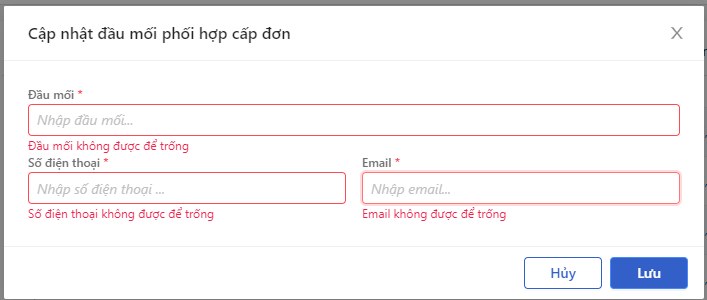 Cập nhật đầu mối phối hợp cấp đơn
X
Đầu mối *
Nhập đầu mối...
Đầu mối không được để trống
Số điện thoại * Email *
Nhập số điện thoại ... Nhập email...
Số điện thoại không được để trống Email không được để trống
Hủy Lưu